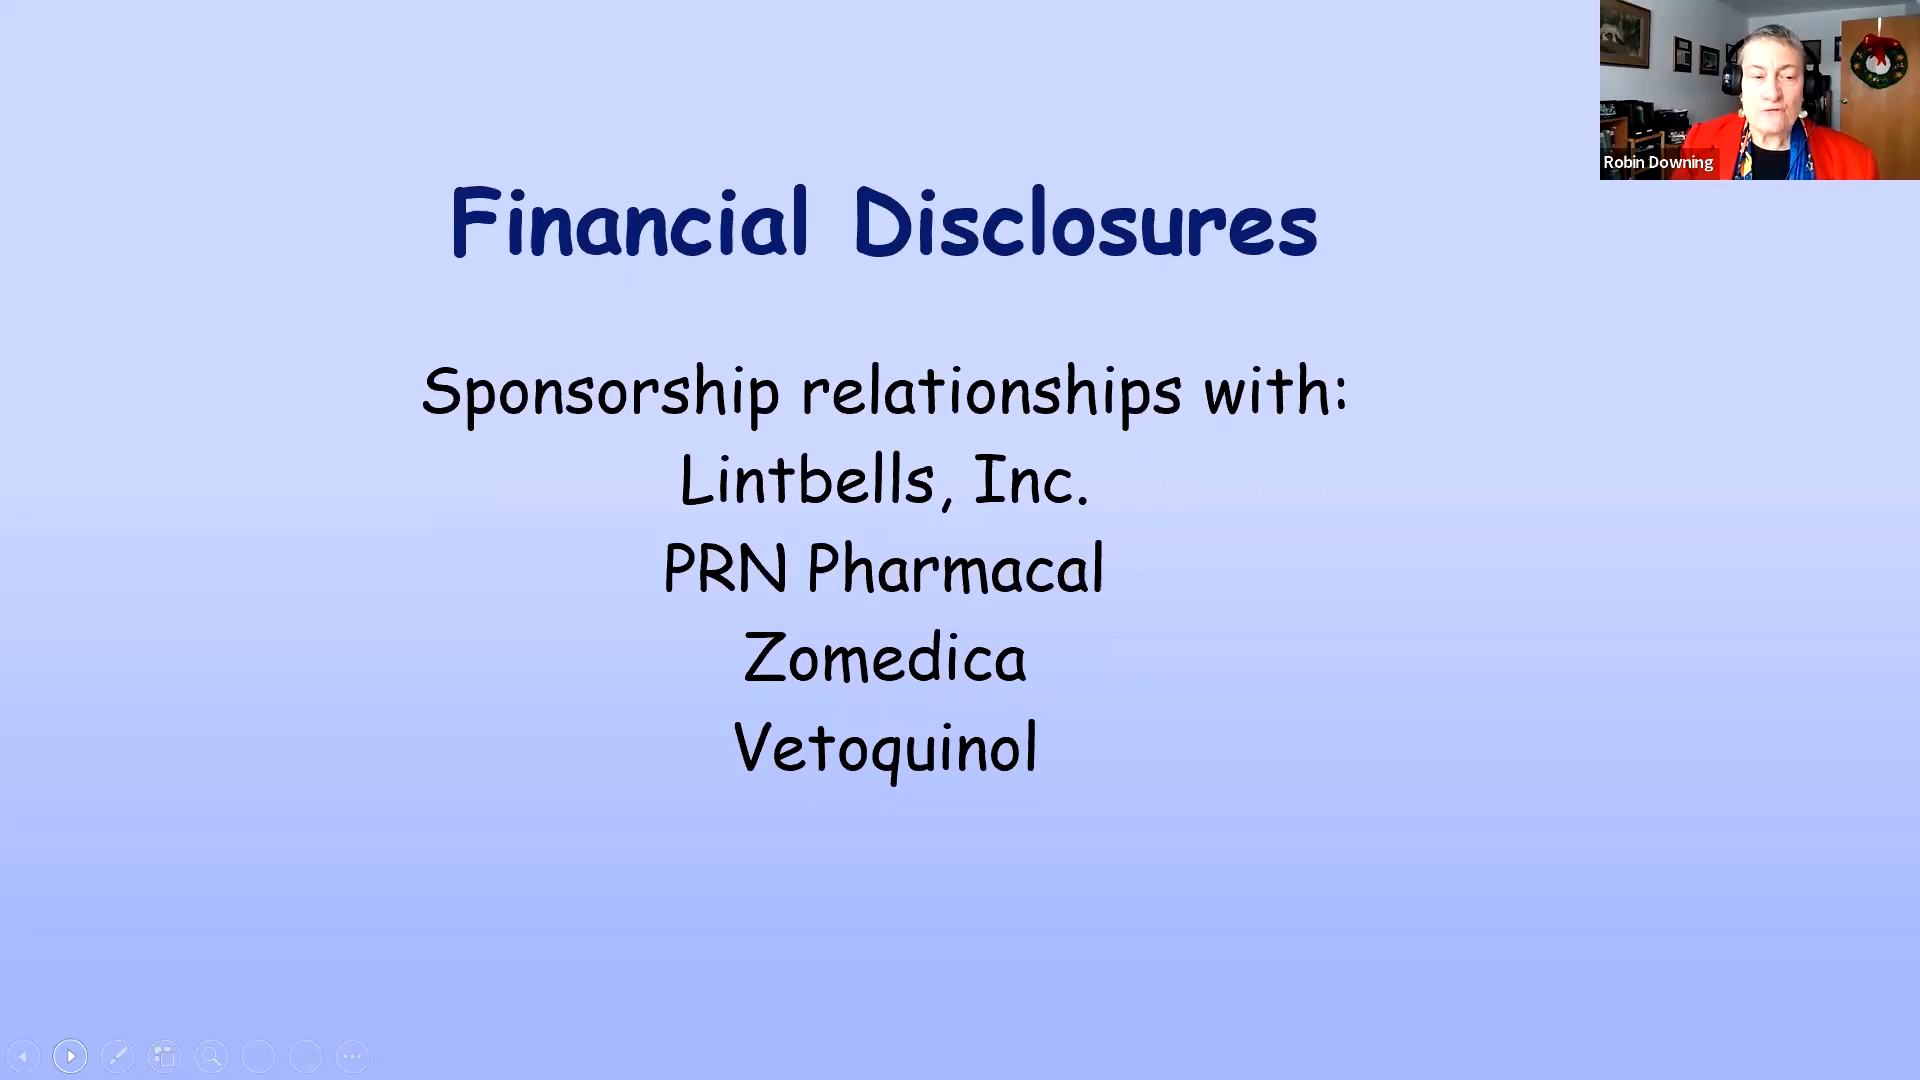 Financial Disclosures
Sponsorship relationships with:
Lintbells, Inc.
PRN Pharmacal
Zomedica
Vetoquinol
Robin Downing